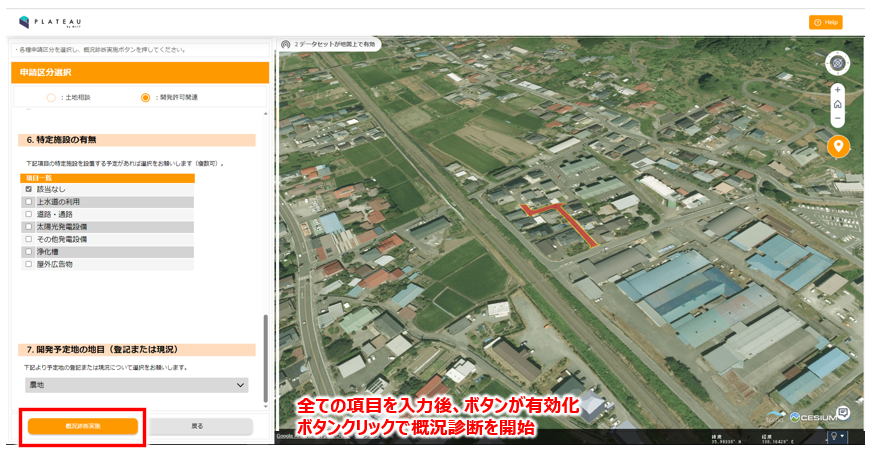 PLATEAU
by MLIT
Help
・各種申請区分を選択し、概況診断実施ボタンを押してください。
2 データセットが地図上で有効
申請区分選択
：土地相談
：開発許可関連
6. 特定施設の有無
下記項目の特定施設を設置する予定があれば選択をお願いします（複数可）。
項目一覧
該当なし
上水道の利用
道路・通路
太陽光発電設備
その他発電設備
浄化槽
屋外広告物
7. 開発予定地の地目（登記または現況）
下記より予定地の登記または現況について選択をお願いします。
農地
概況診断実施
戻る
全ての項目を入力後、ボタンが有効化
ボタンクリックで概況診断を開始
CESIUM
緯度
経度